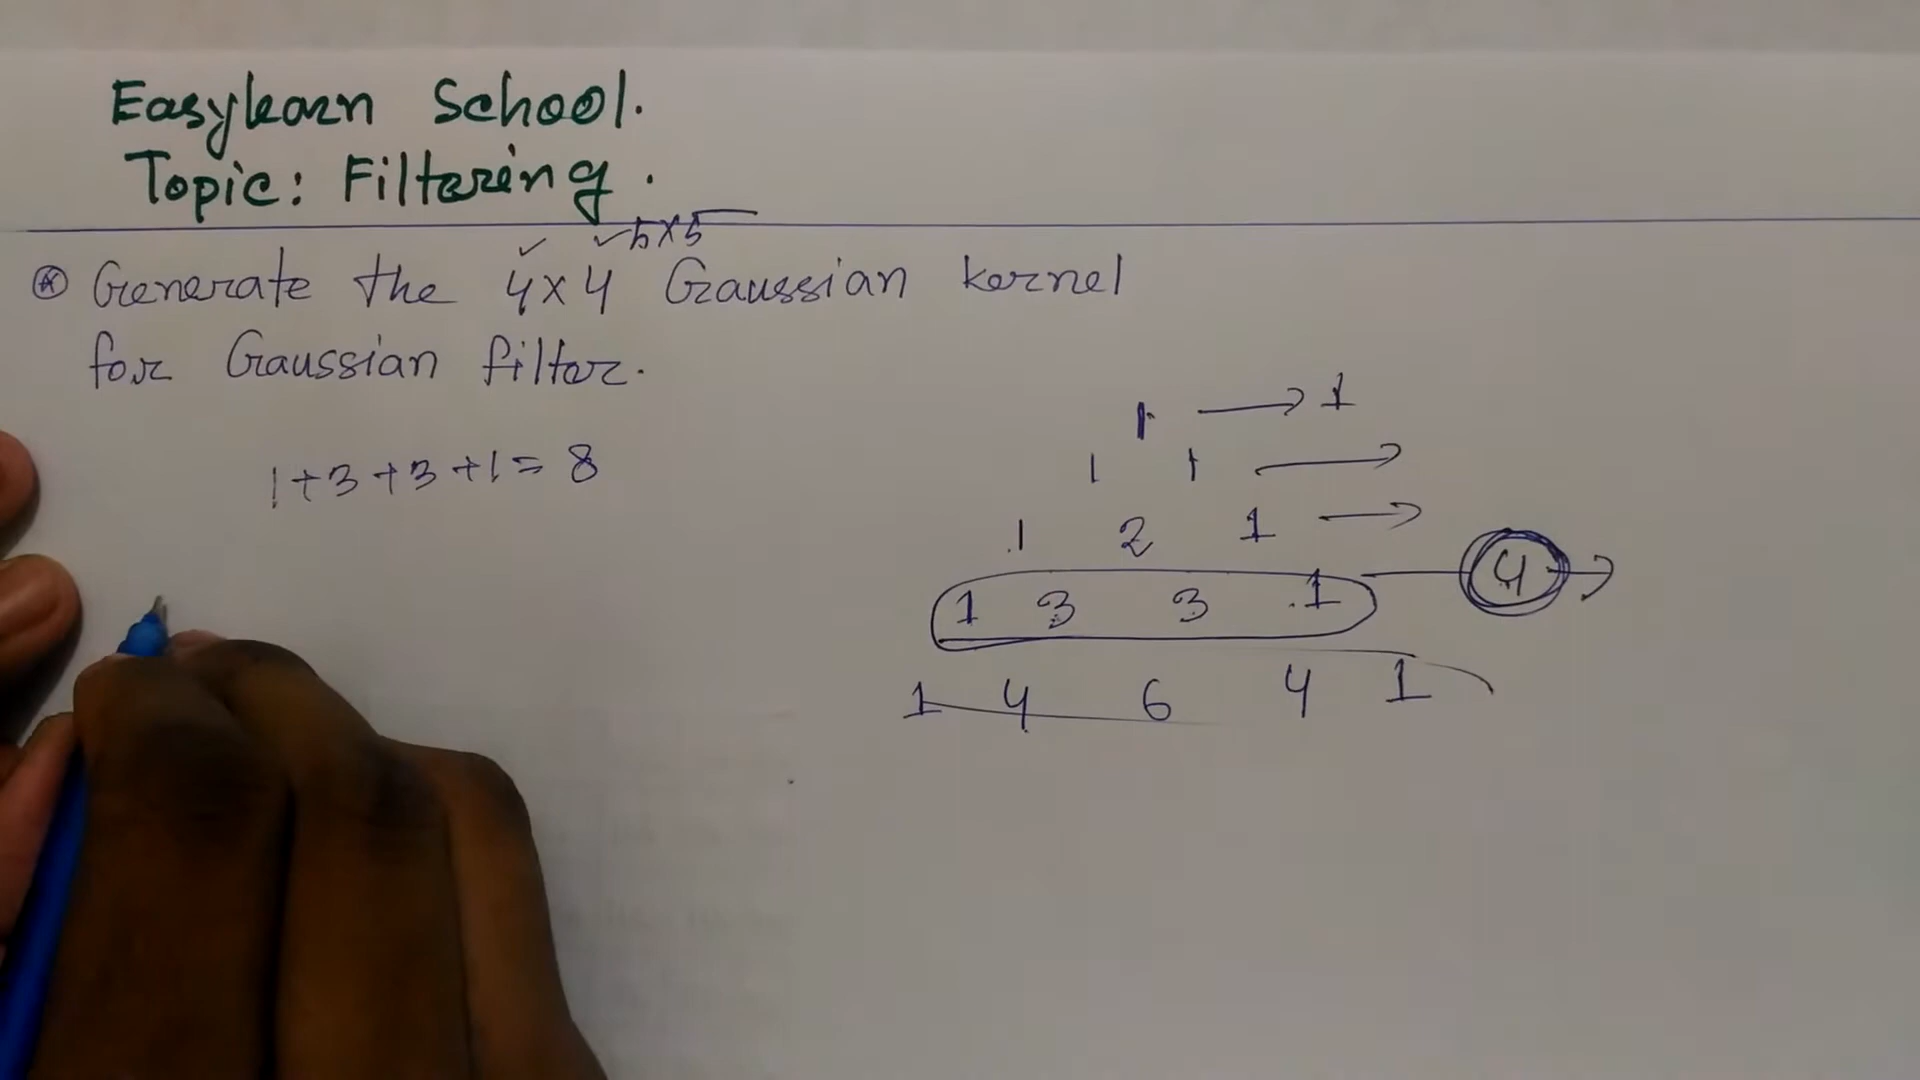 Easylearn School.
Topic: Filtering.
5x5
Generate the 4x4 Gaussian kernel
for Gaussian filter.
1+3+3+1=8
1 → 1
1 1 →
1 2 1 →
1 3 3 1 4 →
1 4 6 4 1